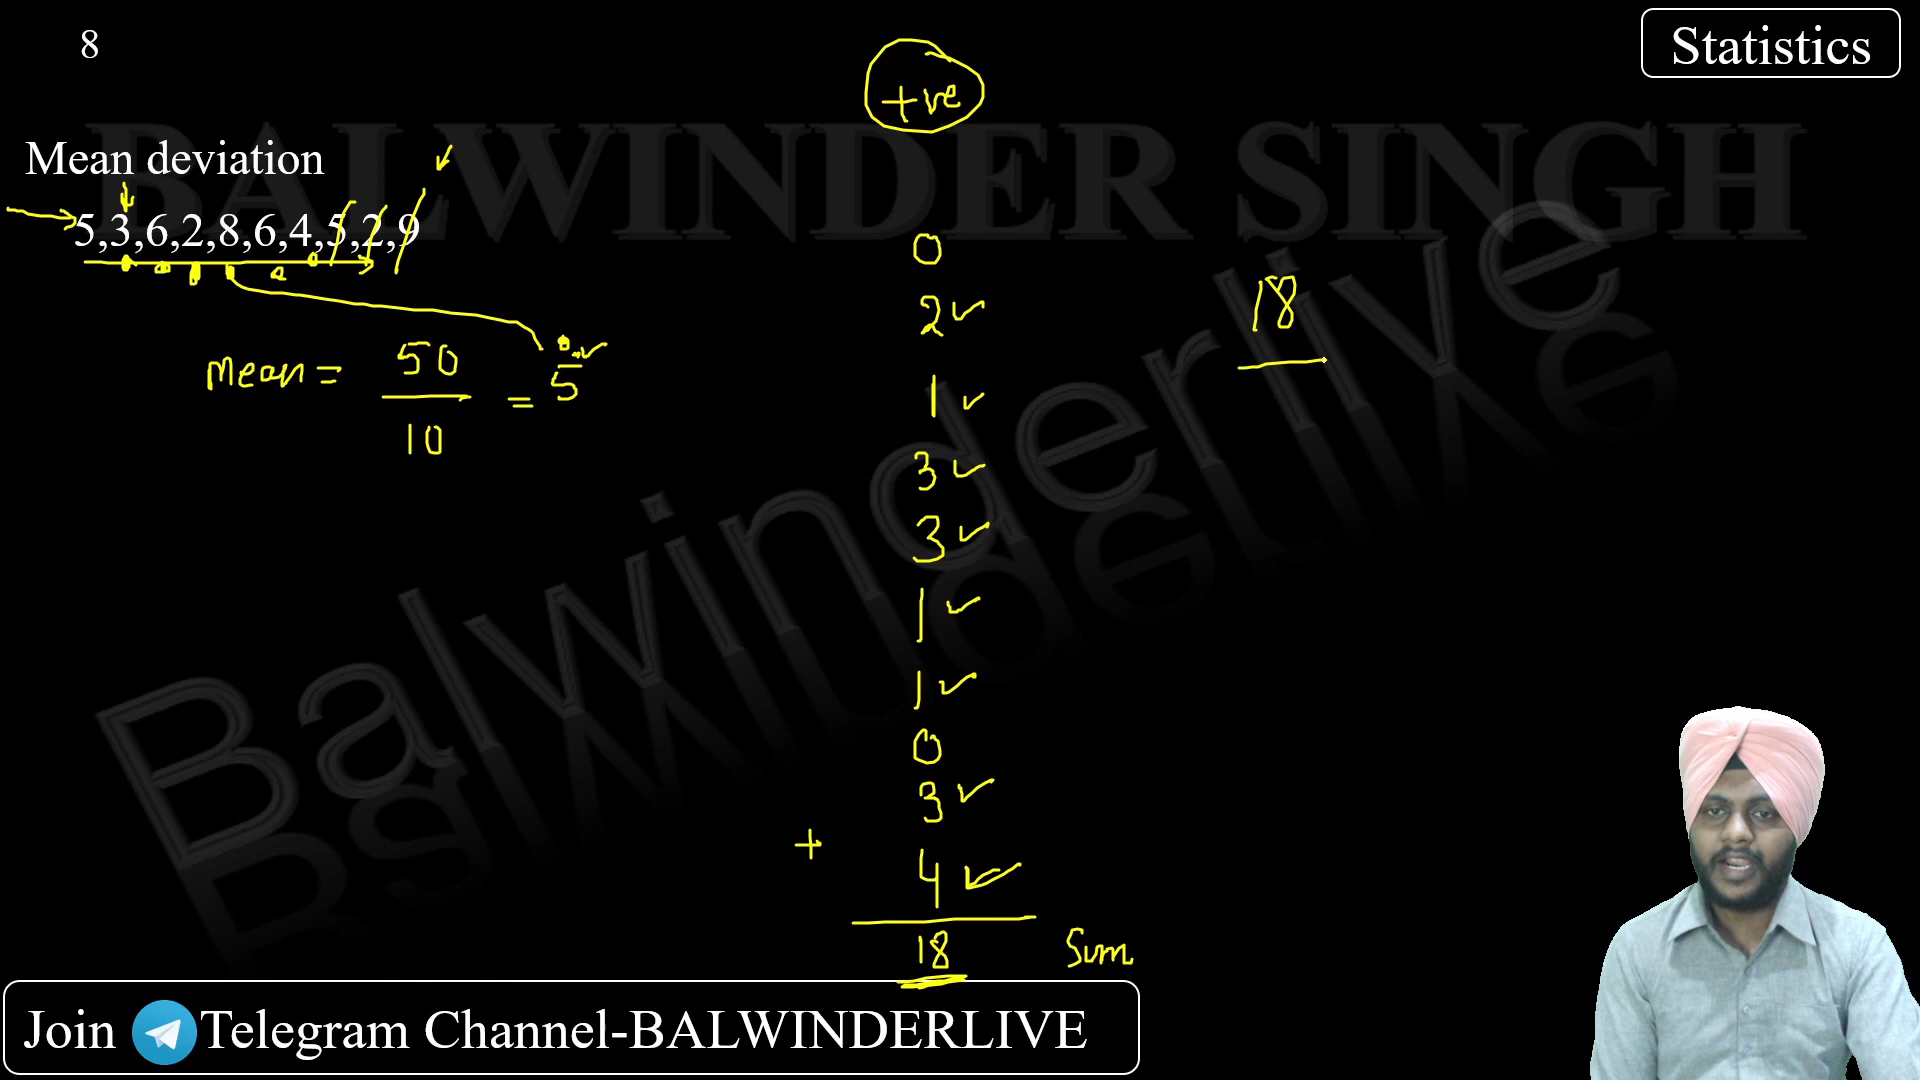 8
Statistics
+ve
BALWINDER SINGH
Mean deviation
5,3,6,2,8,6,4,5,2,9
Mean = 50/10 = 5
0
2
1
3
3
1
1
0
3
+ 4
18 Sum
18
Balwinderlive
Join Telegram Channel-BALWINDERLIVE